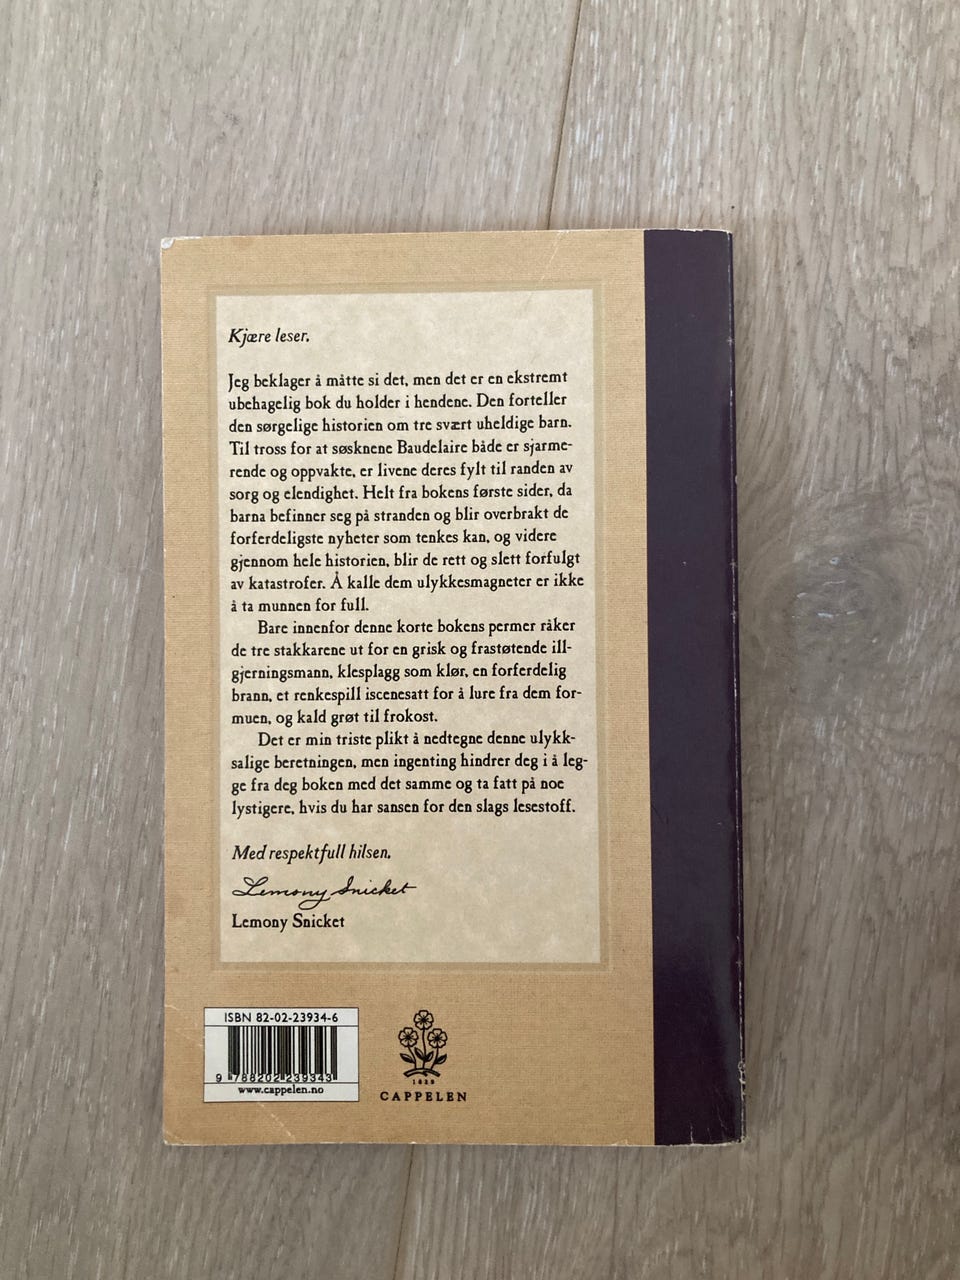 Kjære leser,
Jeg beklager å måtte si det, men det er en ekstremt
ubehagelig bok du holder i hendene. Den forteller
den sørgelige historien om tre svært uheldige barn.
Til tross for at søsknene Baudelaire både er sjarme-
rende og oppvakte, er livene deres fylt til randen av
sorg og elendighet. Helt fra bokens første sider, da
barna befinner seg på stranden og blir overbrakt de
forferdeligste nyheter som tenkes kan, og videre
gjennom hele historien, blir de rett og slett forfulgt
av katastrofer. Å kalle dem ulykkesmagneter er ikke
å ta munnen for full.
Bare innenfor denne korte bokens permer råker
de tre stakkarene ut for en grisk og frastøtende ill-
gjerningsmann, klesplagg som klør, en forferdelig
brann, et renkespill iscenesatt for å lure fra dem for-
muen, og kald grøt til frokost.
Det er min triste plikt å nedtegne denne ulykk-
salige beretningen, men ingenting hindrer deg i å leg-
ge fra deg boken med det samme og ta fatt på noe
lystigere, hvis du har sansen for den slags lesestoff.
Med respektfull hilsen,
Lemony Snicket
Lemony Snicket
ISBN 82-02-23934-6
9 788202 239343
www.cappelen.no
1829
CAPPELEN